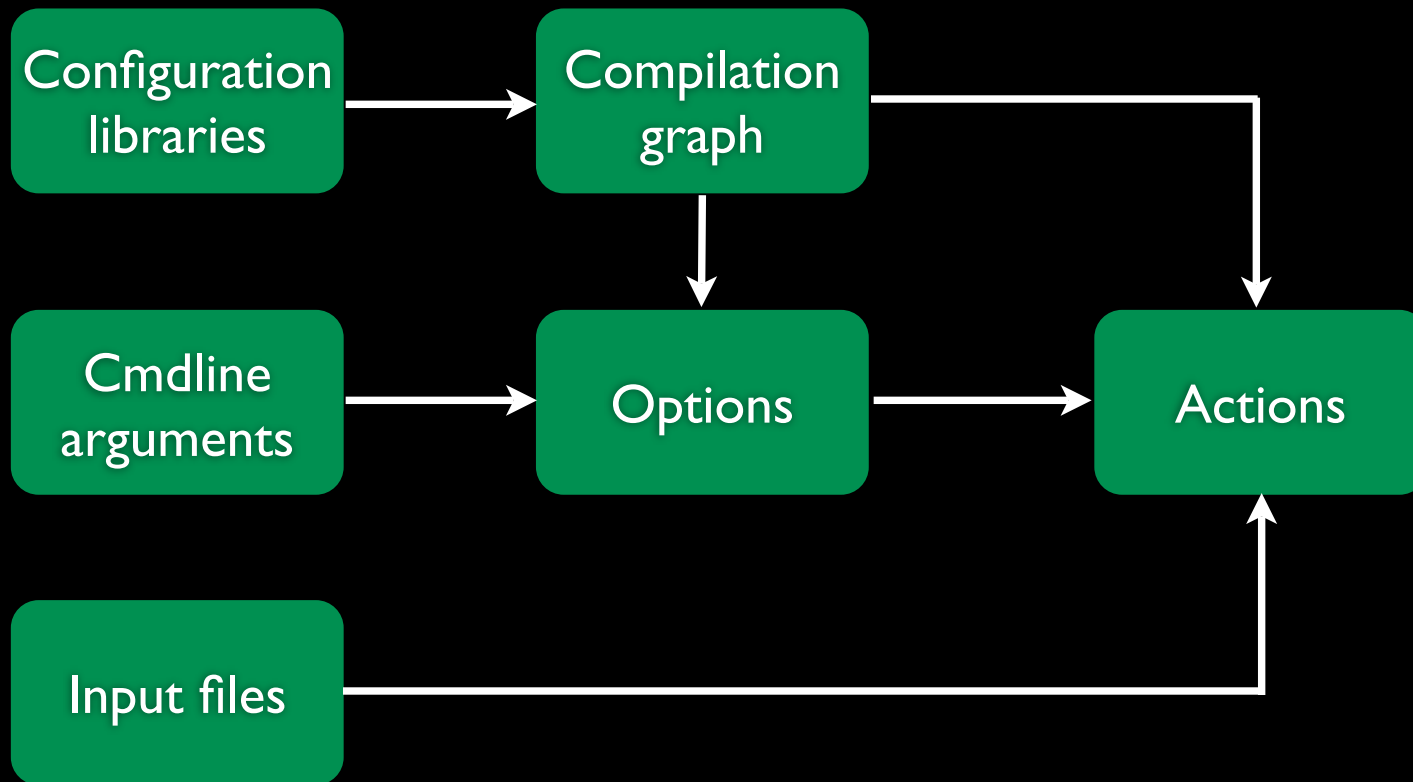 Configuration
libraries
Compilation
graph
Cmdline
arguments
Options
Actions
Input files